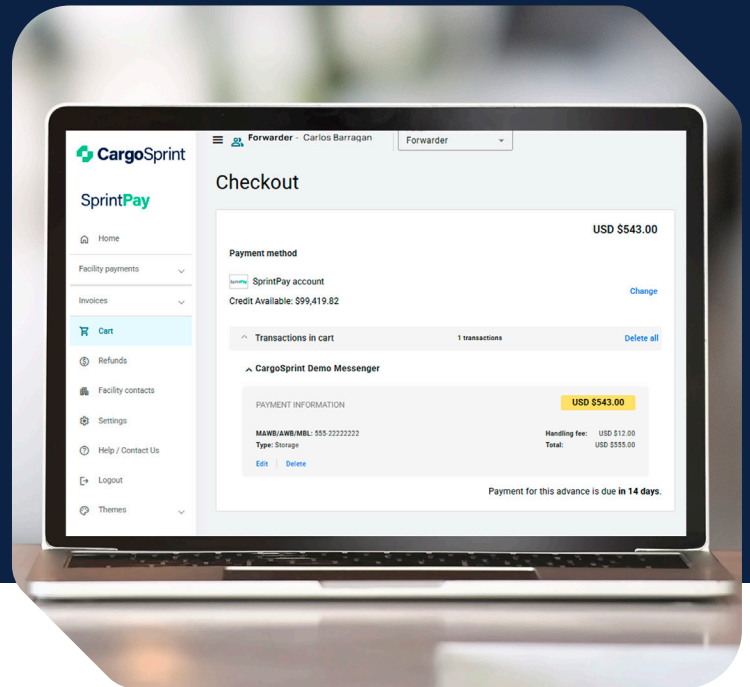 CargoSprint
SprintPay
Home
Facility payments
Invoices
Cart
Refunds
Facility contacts
Settings
Help / Contact Us
Logout
Themes
Forwarder - Carlos Barragan
Forwarder
Checkout
USD $543.00
Payment method
SprintPay SprintPay account
Change
Credit Available: $99,419.82
Transactions in cart 1 transactions Delete all
CargoSprint Demo Messenger
PAYMENT INFORMATION USD $543.00
MAWB/AWB/MBL: 555-22222222 Handling fee: USD $12.00
Type: Storage Total: USD $555.00
Edit | Delete
Payment for this advance is due in 14 days.